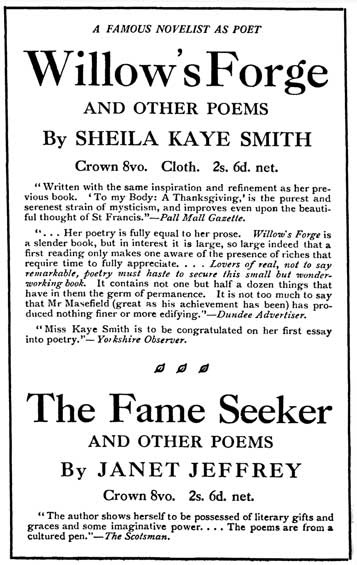 A FAMOUS NOVELIST AS POET
Willow's Forge
AND OTHER POEMS
By SHEILA KAYE SMITH
Crown 8vo. Cloth. 2s. 6d. net.
"Written with the same inspiration and refinement as her pre-
vious book. 'To my Body: A Thanksgiving,' is the purest and
serenest strain of mysticism, and improves even upon the beauti-
ful thought of St Francis."—Pall Mall Gazette.
". . . Her poetry is fully equal to her prose. Willow's Forge is
a slender book, but in interest it is large, so large indeed that a
first reading only makes one aware of the presence of riches that
require time to fully appreciate. . . . Lovers of real, not to say
remarkable, poetry must haste to secure this small but wonder-
working book. It contains not one but half a dozen things that
have in them the germ of permanence. It is not too much to say
that Mr Masefield (great as his achievement has been) has pro-
duced nothing finer or more edifying."—Dundee Advertiser.
"Miss Kaye Smith is to be congratulated on her first essay
into poetry."—Yorkshire Observer.
The Fame Seeker
AND OTHER POEMS
By JANET JEFFREY
Crown 8vo. 2s. 6d. net.
"The author shows herself to be possessed of literary gifts and
graces and some imaginative power. . . . The poems are from a
cultured pen."—The Scotsman.